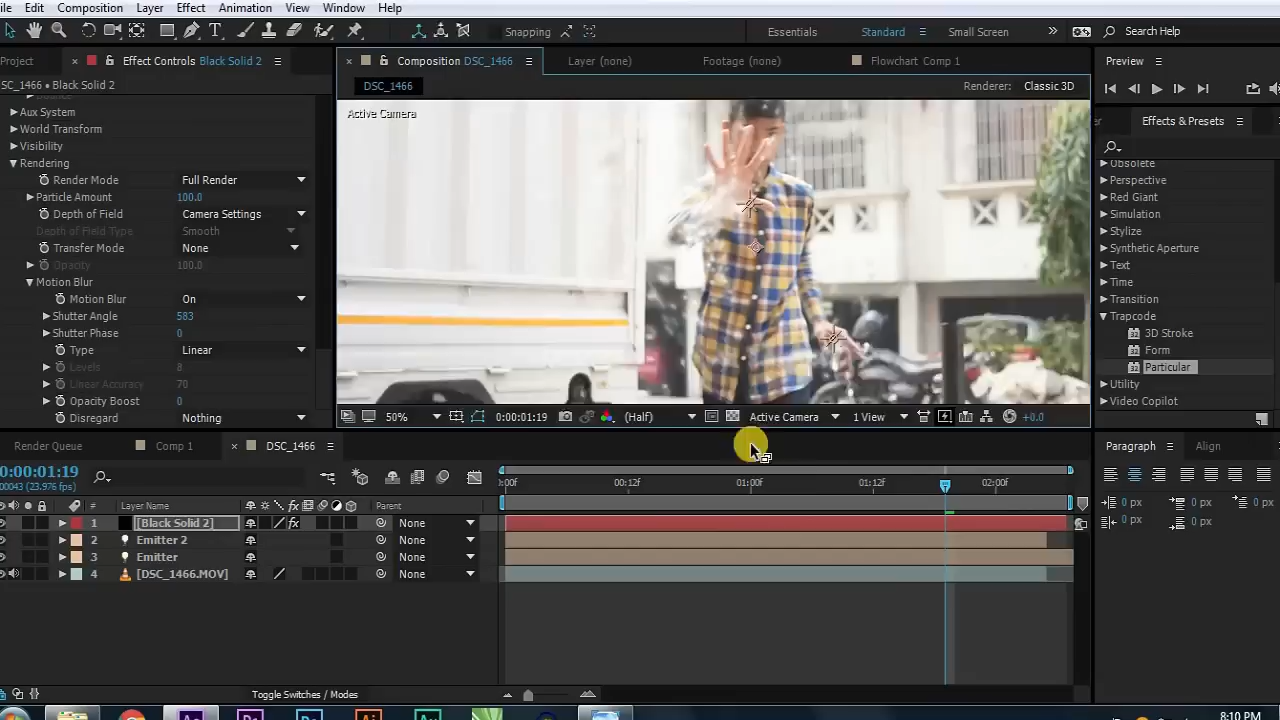 ile Edit Composition Layer Effect Animation View Window Help
Snapping Essentials Standard Small Screen » Search Help
Project × Effect Controls Black Solid 2
SC_1466 • Black Solid 2
Aux System
World Transform
Visibility
Rendering
Render Mode Full Render
Particle Amount 100.0
Depth of Field Camera Settings
Depth of Field Type Smooth
Transfer Mode None
Opacity 100.0
Motion Blur
Motion Blur On
Shutter Angle 583
Shutter Phase 0
Type Linear
Levels 8
Linear Accuracy 70
Opacity Boost 0
Disregard Nothing
× Composition DSC_1466 Layer (none) Footage (none) Flowchart Comp 1
DSC_1466 Renderer: Classic 3D
Active Camera
50% 0:00:01:19 (Half) Active Camera 1 View +0.0
Preview
Effects & Presets
Obsolete
Perspective
Red Giant
Simulation
Stylize
Synthetic Aperture
Text
Time
Transition
Trapcode
3D Stroke
Form
Particular
Utility
Video Copilot
Render Queue Comp 1 × DSC_1466
0:00:01:19
00043 (23.976 fps)
:00f 00:12f 01:00f 01:12f 02:00f
# Layer Name Parent
1 [Black Solid 2] None
2 Emitter 2 None
3 Emitter None
4 [DSC_1466.MOV] None
Toggle Switches / Modes
Paragraph Align
0 px 0 px 0 px
0 px 0 px
8:10 PM